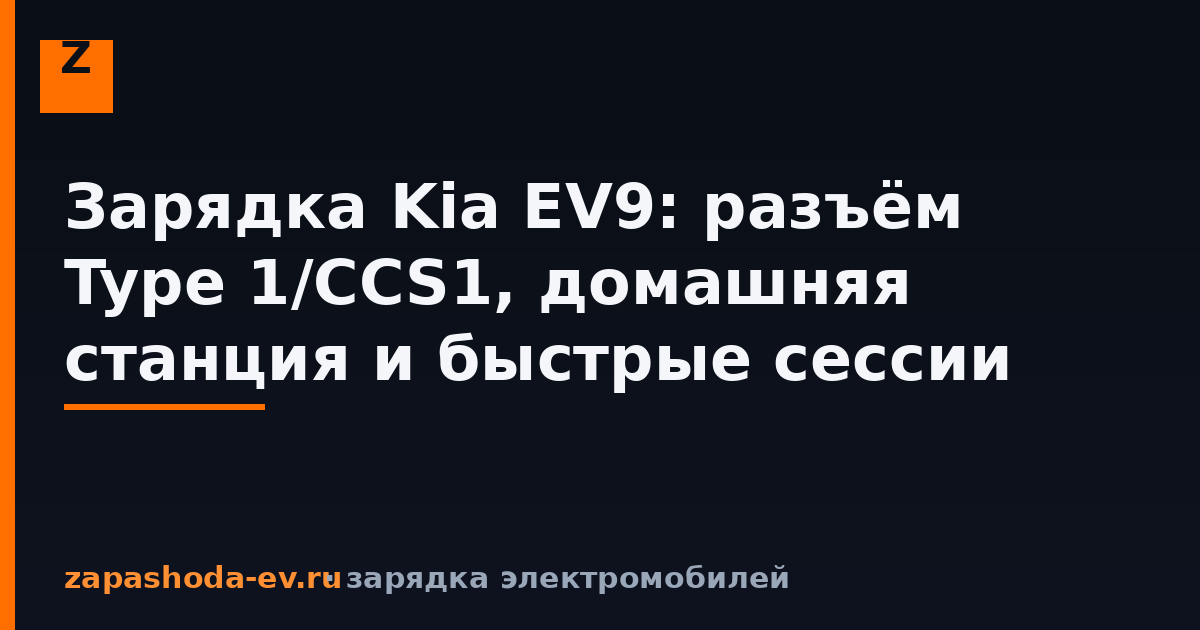 Z
Зарядка Kia EV9: разъём
Type 1/CCS1, домашняя
станция и быстрые сессии
zapashoda-ev.ru · зарядка электромобилей